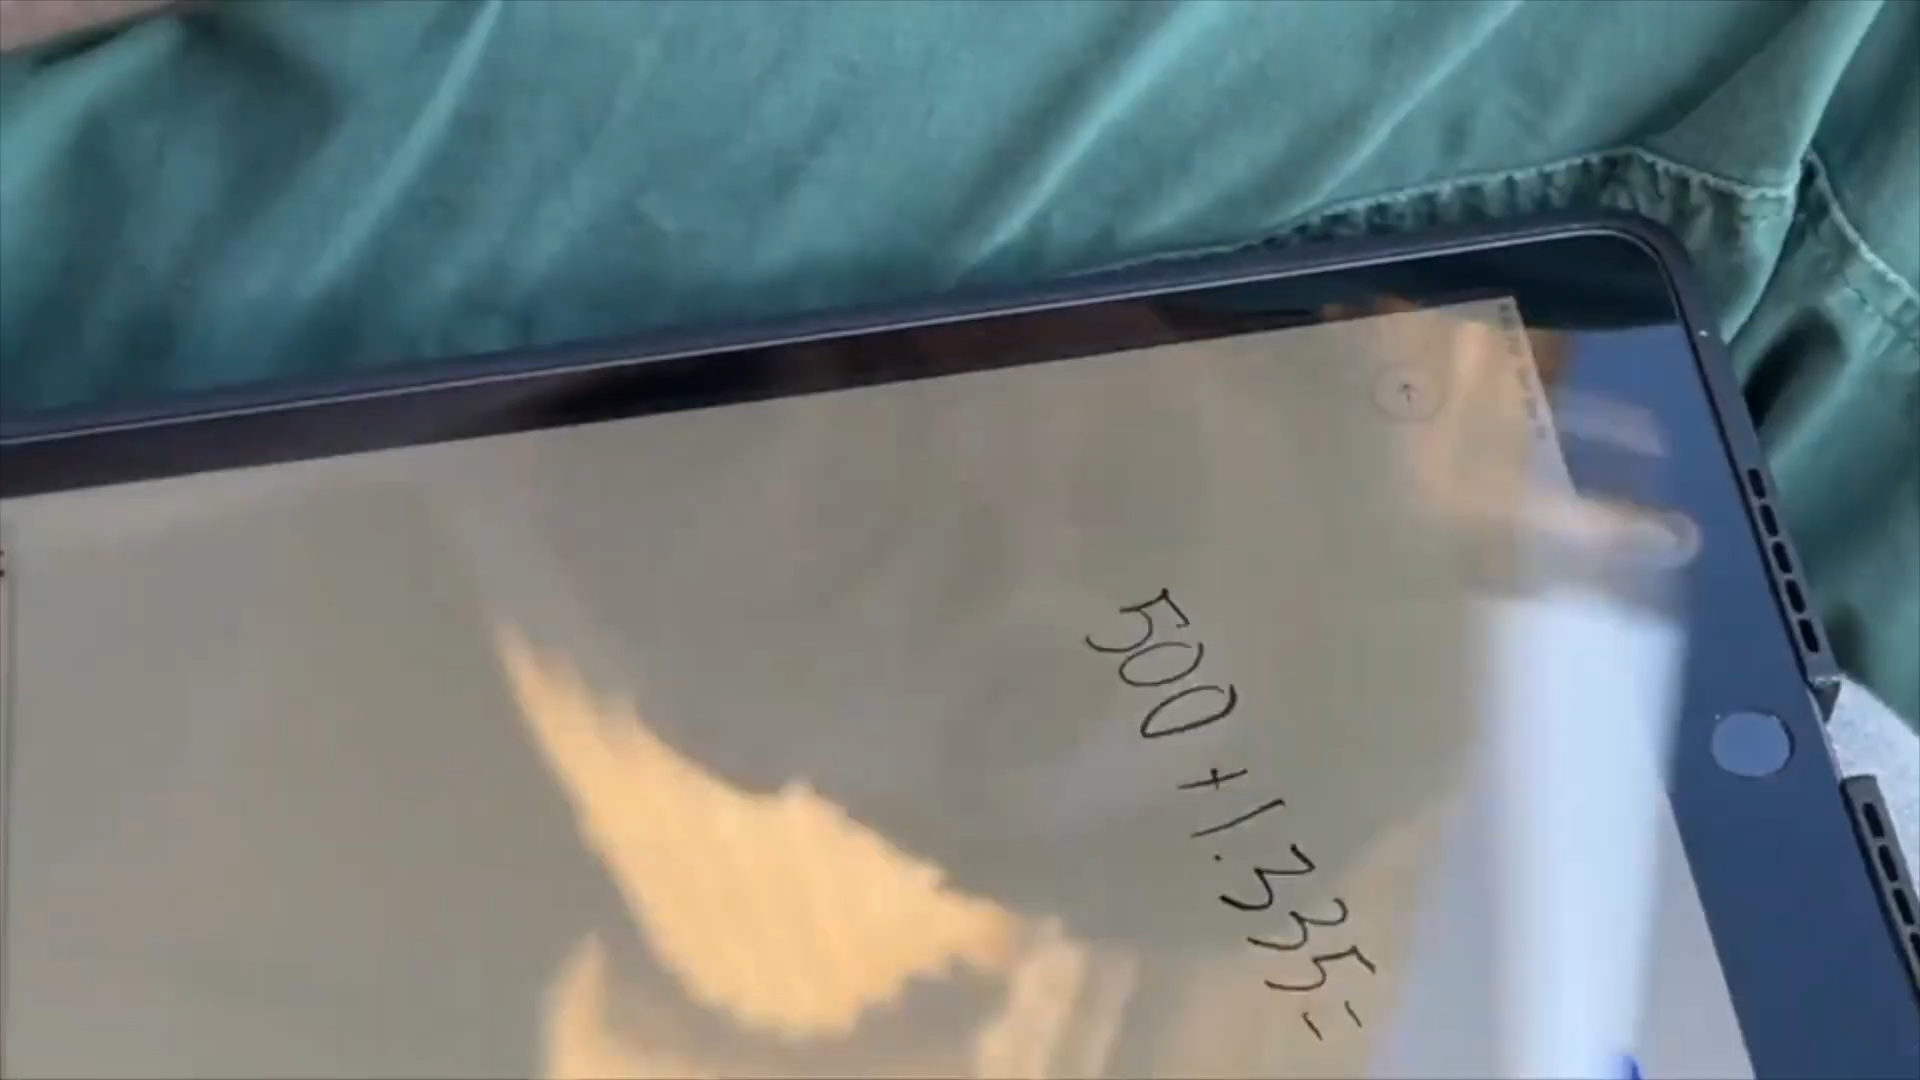 500 + 1.335 =